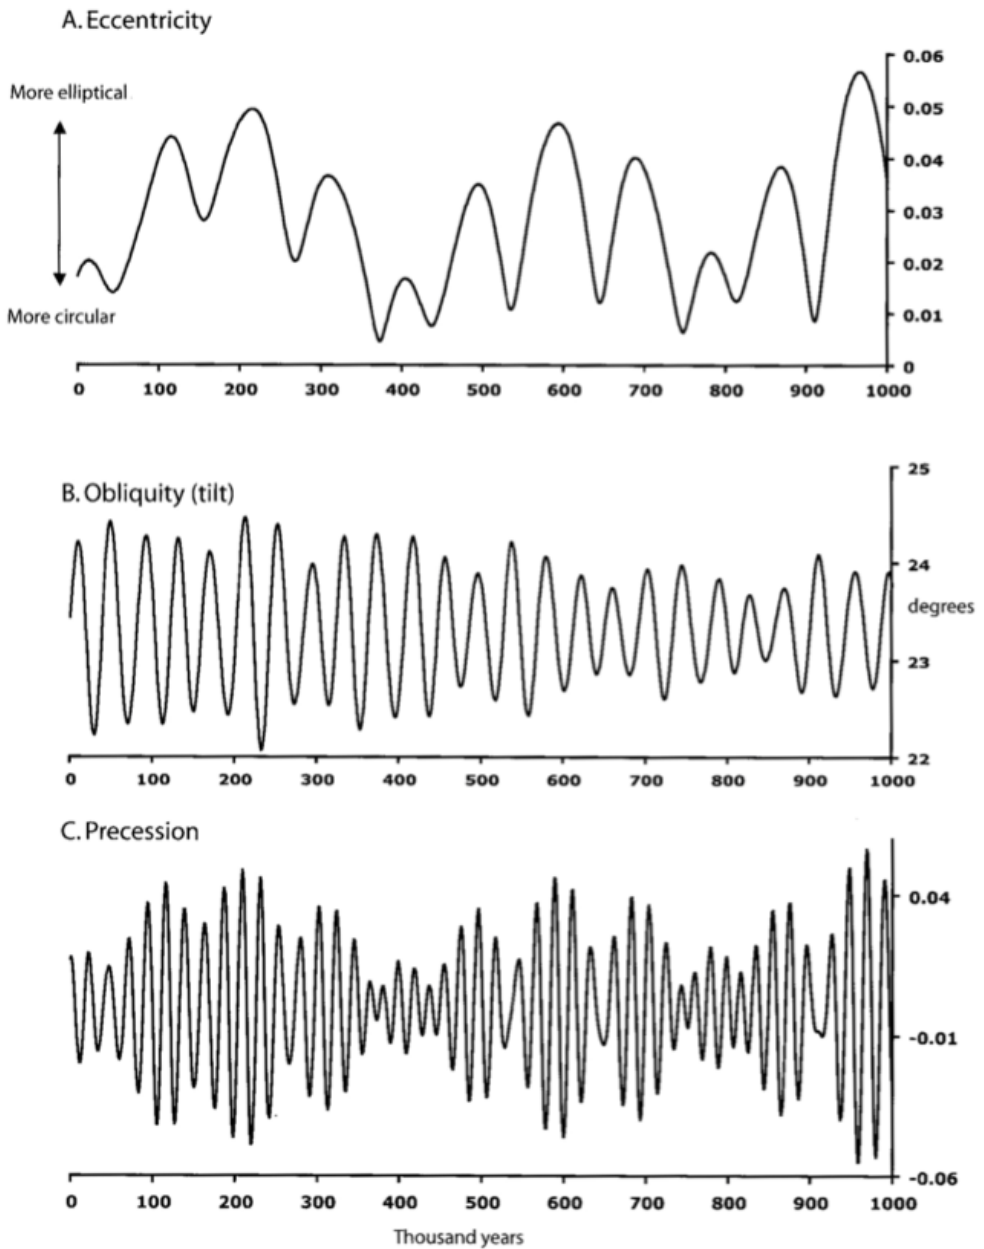 A. Eccentricity
0.06
More elliptical
0.05
0.04
0.03
0.02
More circular
0.01
0
0 100 200 300 400 500 600 700 800 900 1000
25
B. Obliquity (tilt)
24
degrees
23
22
0 100 200 300 400 500 600 700 800 900 1000
C. Precession
0.04
-0.01
-0.06
0 100 200 300 400 500 600 700 800 900 1000
Thousand years